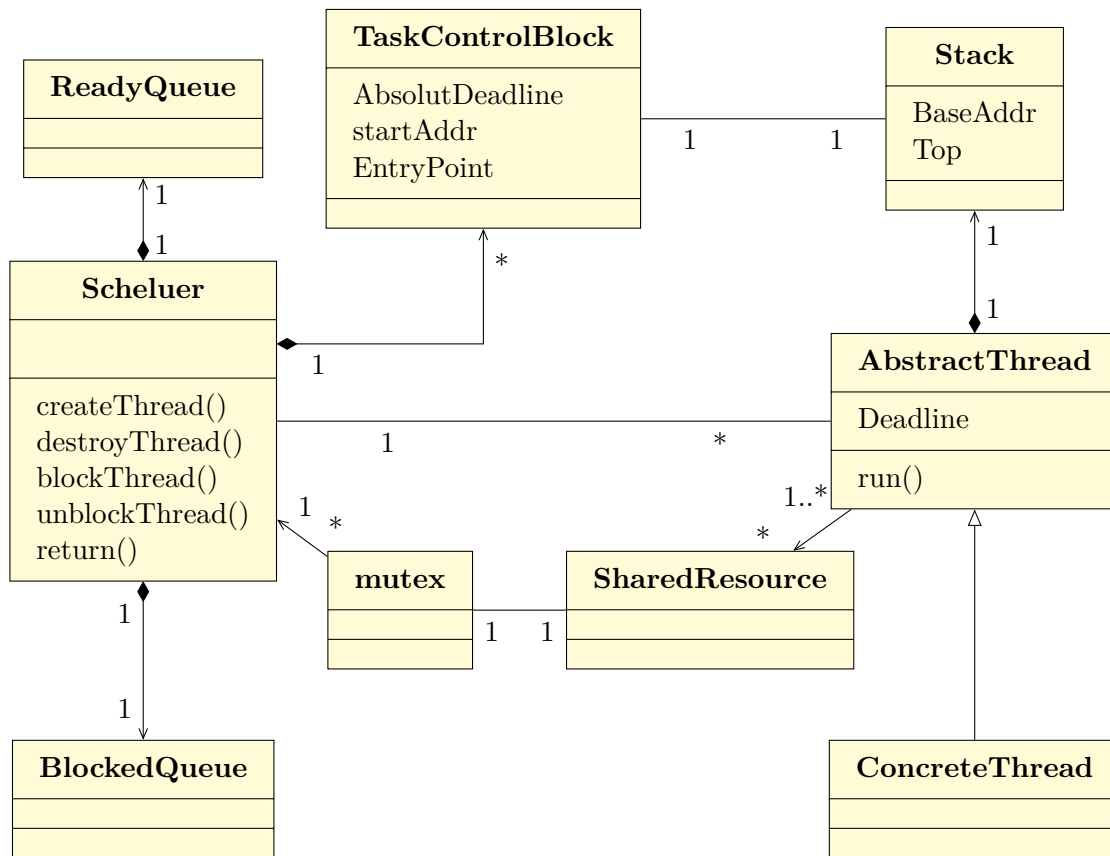 TaskControlBlock
AbsolutDeadline
startAddr
EntryPoint
Stack
BaseAddr
Top
ReadyQueue
1
1
1
1
*
1
1
Scheluer
createThread()
destroyThread()
blockThread()
unblockThread()
return()
1
AbstractThread
Deadline
run()
1
*
1..*
*
1
*
mutex
SharedResource
1
1
1
1
BlockedQueue
ConcreteThread